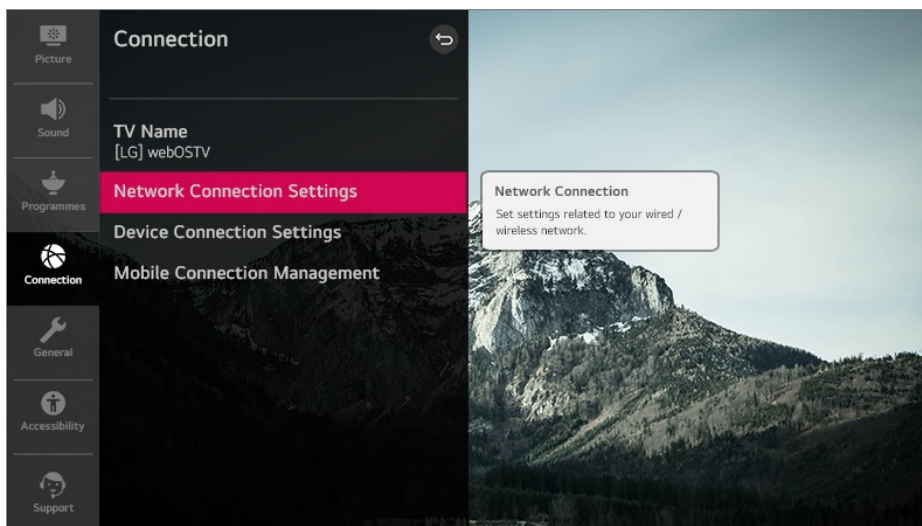 Picture
Sound
Programmes
Connection
General
Accessibility
Support
Connection
TV Name
[LG] webOSTV
Network Connection Settings
Device Connection Settings
Mobile Connection Management
Network Connection
Set settings related to your wired /
wireless network.